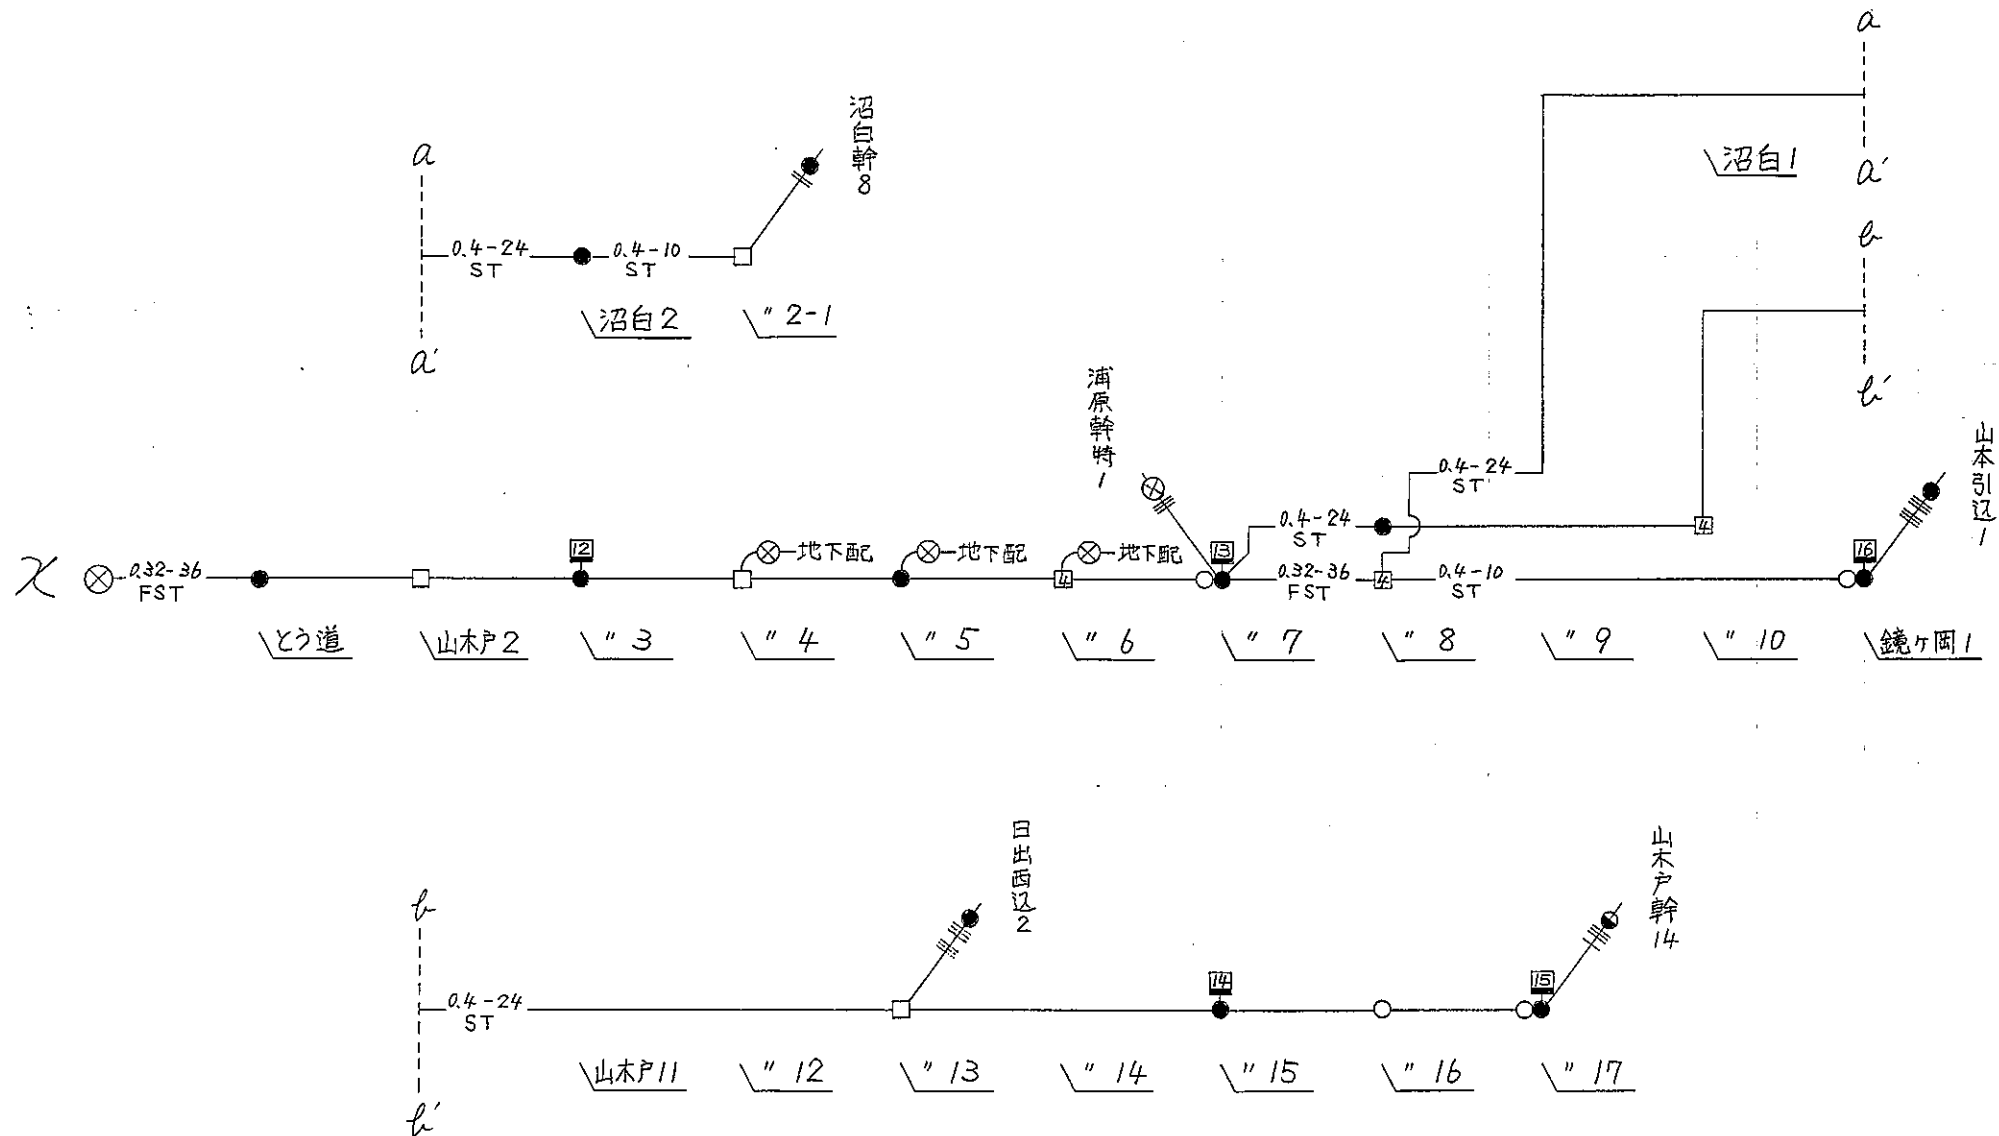 a
a
沼白幹8
沼白1
a′
a
b
0.4-24
ST
0.4-10
ST
沼白2
〃 2-1
a′
浦原幹特1
b′
山本引込1
0.4-24
ST
0.4-24
ST
12
13
16
4
X
0.32-36
FST
地下配
地下配
4
地下配
0.32-36
FST
4
0.4-10
ST
とう道
山木戸2
〃 3
〃 4
〃 5
〃 6
〃 7
〃 8
〃 9
〃 10
鏡ヶ岡1
日出西込2
山木戸幹14
b
14
15
0.4-24
ST
山木戸11
〃 12
〃 13
〃 14
〃 15
〃 16
〃 17
b′